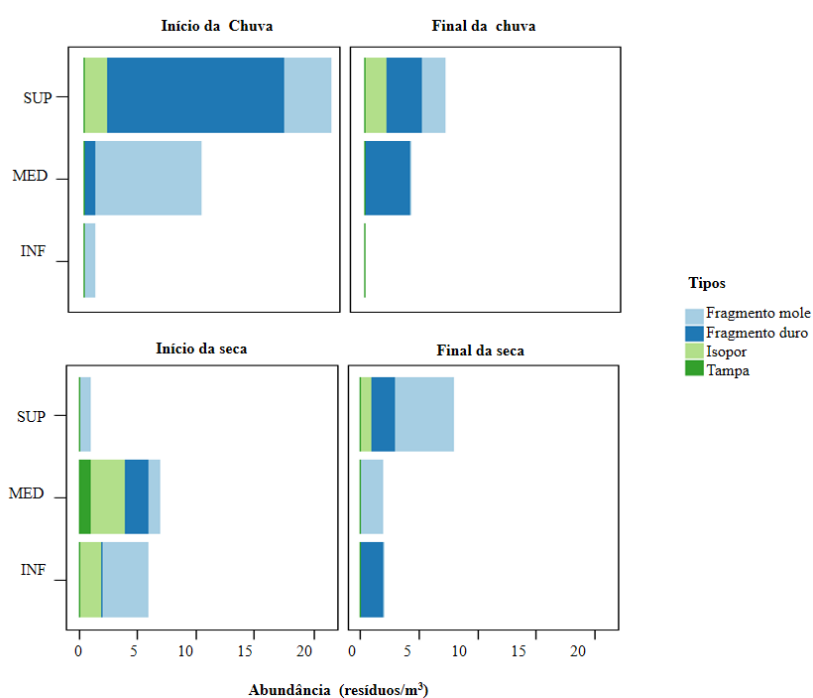 Início da Chuva
Final da chuva
SUP
MED
INF
Tipos
Fragmento mole
Fragmento duro
Isopor
Tampa
Início da seca
Final da seca
SUP
MED
INF
0 5 10 15 20 0 5 10 15 20
Abundância (resíduos/m³)